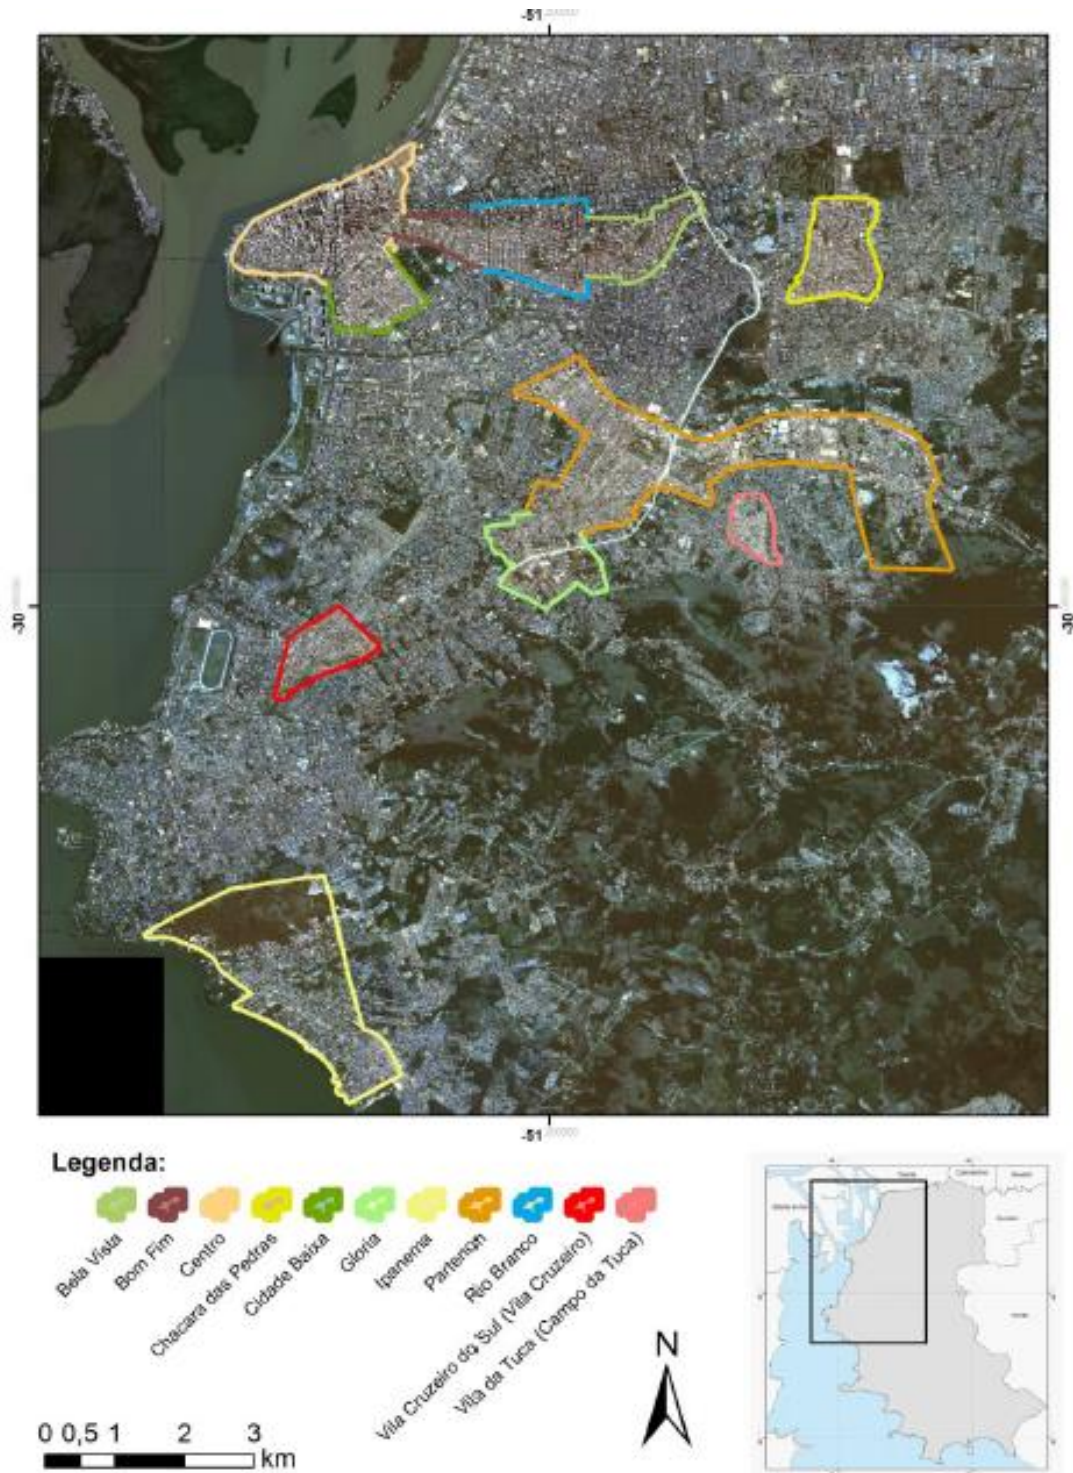 -51
-30
-30
-51
Legenda:
Bela Vista
Bom Fim
Centro
Chacara das Pedras
Cidade Baixa
Gloria
Ipanema
Partenon
Rio Branco
Vila Cruzeiro do Sul (Vila Cruzeiro)
Vila da Tuca (Campo da Tuca)
N
0 0,5 1 2 3
km